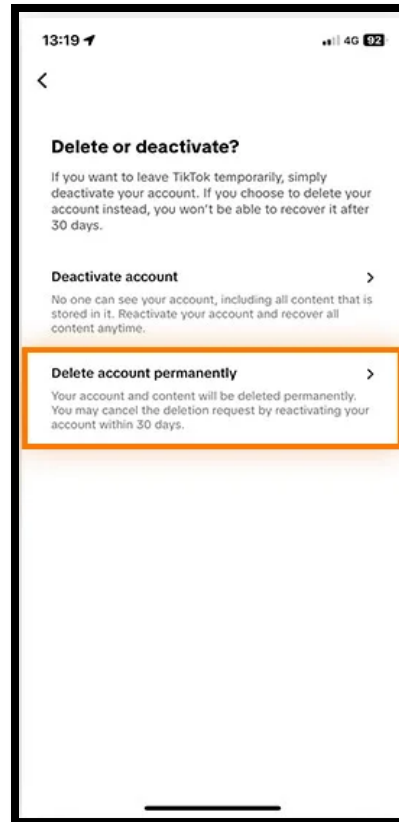 13:19
4G 92
Delete or deactivate?
If you want to leave TikTok temporarily, simply
deactivate your account. If you choose to delete your
account instead, you won't be able to recover it after
30 days.
Deactivate account
No one can see your account, including all content that is
stored in it. Reactivate your account and recover all
content anytime.
Delete account permanently
Your account and content will be deleted permanently.
You may cancel the deletion request by reactivating your
account within 30 days.